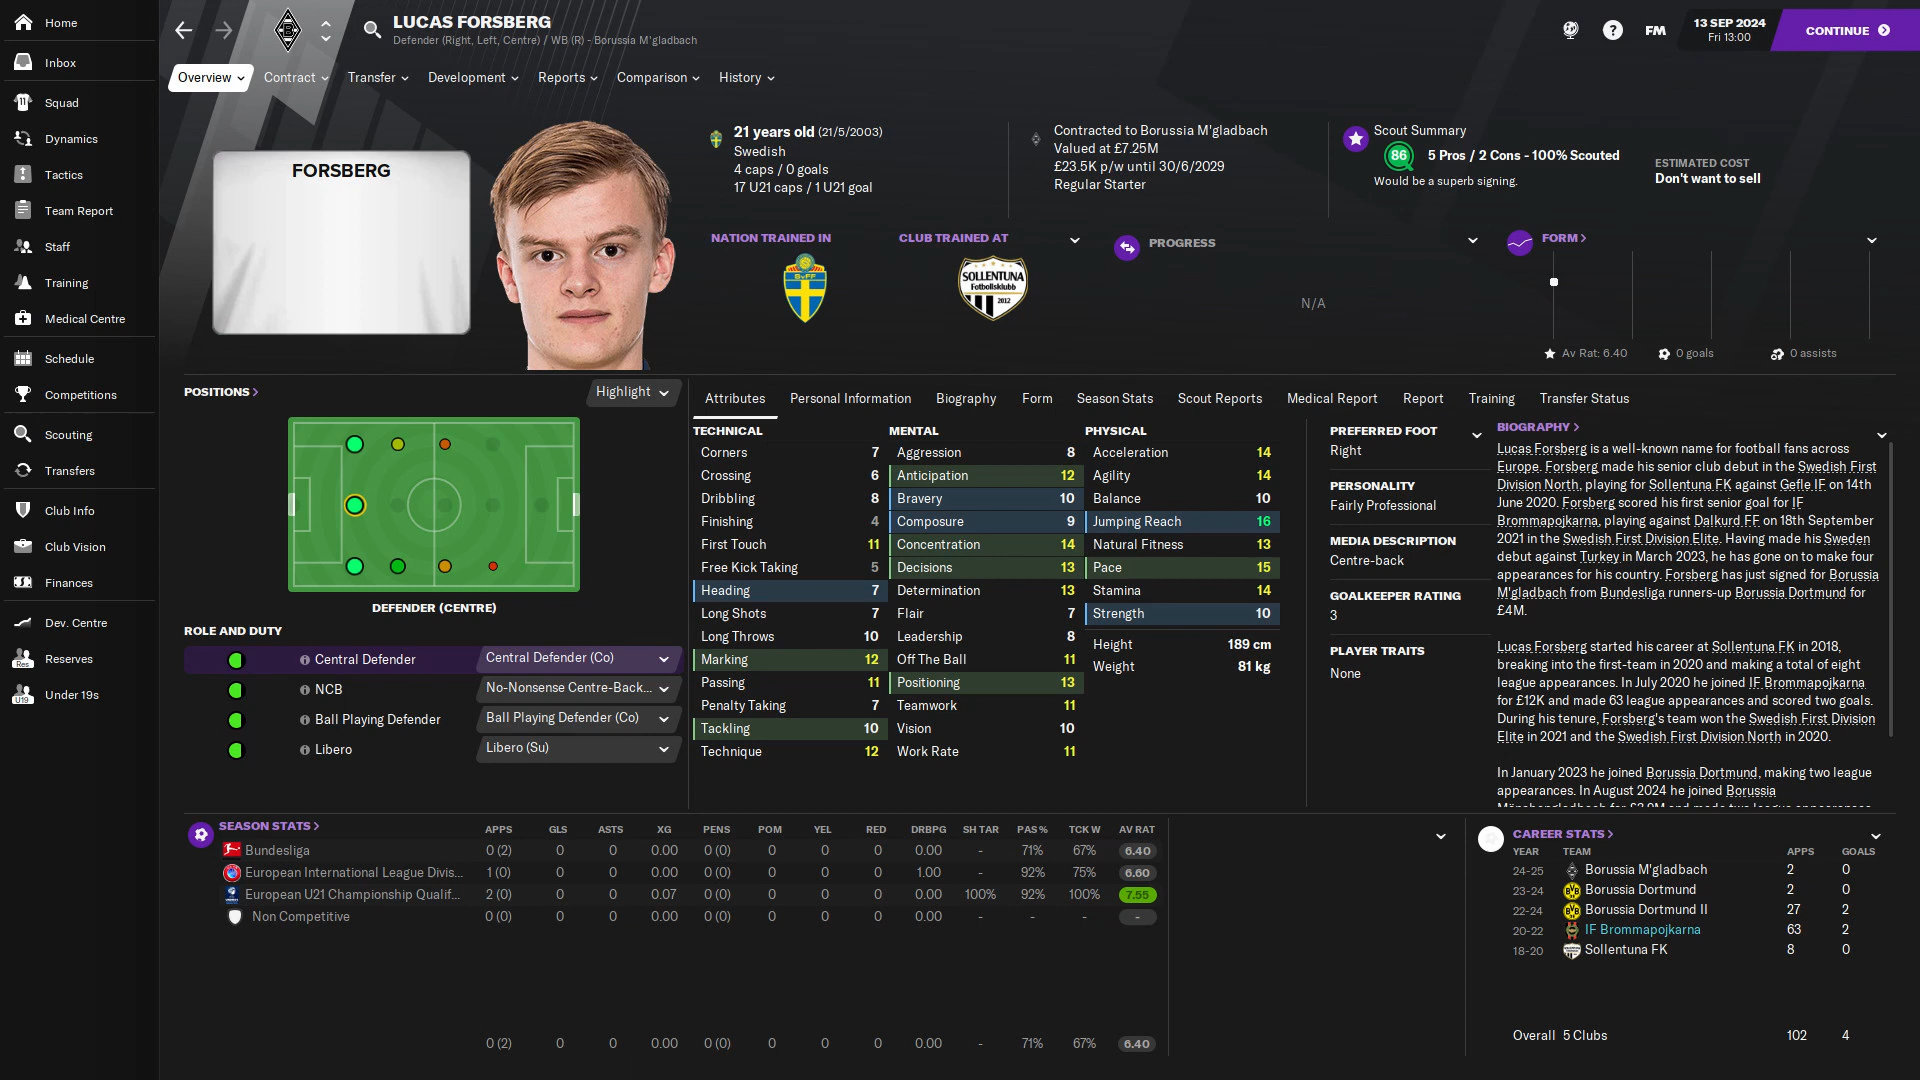 Home
Inbox
Squad
Dynamics
Tactics
Team Report
Staff
Training
Medical Centre
Schedule
Competitions
Scouting
Transfers
Club Info
Club Vision
Finances
Dev. Centre
Reserves
Under 19s
LUCAS FORSBERG
Defender (Right, Left, Centre) / WB (R) - Borussia M'gladbach
FM
13 SEP 2024
Fri 13:00
CONTINUE
Overview Contract Transfer Development Reports Comparison History
FORSBERG
21 years old (21/5/2003)
Swedish
4 caps / 0 goals
17 U21 caps / 1 U21 goal
Contracted to Borussia M'gladbach
Valued at £7.25M
£23.5K p/w until 30/6/2029
Regular Starter
Scout Summary
86 5 Pros / 2 Cons - 100% Scouted
Would be a superb signing.
ESTIMATED COST
Don't want to sell
NATION TRAINED IN
CLUB TRAINED AT
SOLLENTUNA
Fotbollsklubb
2012
PROGRESS
N/A
FORM
Av Rat: 6.40 0 goals 0 assists
POSITIONS
Highlight
DEFENDER (CENTRE)
ROLE AND DUTY
Central Defender Central Defender (Co)
NCB No-Nonsense Centre-Back...
Ball Playing Defender Ball Playing Defender (Co)
Libero Libero (Su)
Attributes Personal Information Biography Form Season Stats Scout Reports Medical Report Report Training Transfer Status
TECHNICAL
Corners 7
Crossing 6
Dribbling 8
Finishing 4
First Touch 11
Free Kick Taking 5
Heading 7
Long Shots 7
Long Throws 10
Marking 12
Passing 11
Penalty Taking 7
Tackling 10
Technique 12
MENTAL
Aggression 8
Anticipation 12
Bravery 10
Composure 9
Concentration 14
Decisions 13
Determination 13
Flair 7
Leadership 8
Off The Ball 11
Positioning 13
Teamwork 11
Vision 10
Work Rate 11
PHYSICAL
Acceleration 14
Agility 14
Balance 10
Jumping Reach 16
Natural Fitness 13
Pace 15
Stamina 14
Strength 10
Height 189 cm
Weight 81 kg
PREFERRED FOOT
Right
PERSONALITY
Fairly Professional
MEDIA DESCRIPTION
Centre-back
GOALKEEPER RATING
3
PLAYER TRAITS
None
BIOGRAPHY
Lucas Forsberg is a well-known name for football fans across
Europe. Forsberg made his senior club debut in the Swedish First
Division North, playing for Sollentuna FK against Gefle IF on 14th
June 2020. Forsberg scored his first senior goal for IF
Brommapojkarna, playing against Dalkurd FF on 18th September
2021 in the Swedish First Division Elite. Having made his Sweden
debut against Turkey in March 2023, he has gone on to make four
appearances for his country. Forsberg has just signed for Borussia
M'gladbach from Bundesliga runners-up Borussia Dortmund for
£4M.
Lucas Forsberg started his career at Sollentuna FK in 2018,
breaking into the first-team in 2020 and making a total of eight
league appearances. In July 2020 he joined IF Brommapojkarna
for £12K and made 63 league appearances and scored two goals.
During his tenure, Forsberg's team won the Swedish First Division
Elite in 2021 and the Swedish First Division North in 2020.
In January 2023 he joined Borussia Dortmund, making two league
appearances. In August 2024 he joined Borussia
SEASON STATS APPS GLS ASTS XG PENS POM YEL RED DRBPG SH TAR PAS % TCK W AV RAT
Bundesliga 0 (2) 0 0 0.00 0 (0) 0 0 0 0.00 - 71% 67% 6.40
European International League Divis... 1 (0) 0 0 0.00 0 (0) 0 0 0 1.00 - 92% 75% 6.60
European U21 Championship Qualif... 2 (0) 0 0 0.07 0 (0) 0 0 0 0.00 100% 92% 100% 7.55
Non Competitive 0 (0) 0 0 0.00 0 (0) 0 0 0 0.00 - - - -
0 (2) 0 0 0.00 0 (0) 0 0 0 0.00 - 71% 67% 6.40
CAREER STATS
YEAR TEAM APPS GOALS
24-25 Borussia M'gladbach 2 0
23-24 Borussia Dortmund 2 0
22-24 Borussia Dortmund II 27 2
20-22 IF Brommapojkarna 63 2
18-20 Sollentuna FK 8 0
Overall 5 Clubs 102 4